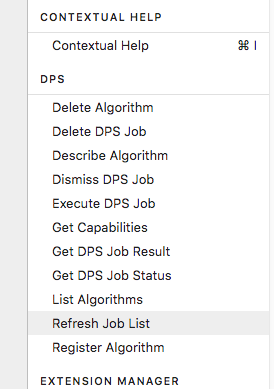 CONTEXTUAL HELP
Contextual Help ⌘ I
DPS
Delete Algorithm
Delete DPS Job
Describe Algorithm
Dismiss DPS Job
Execute DPS Job
Get Capabilities
Get DPS Job Result
Get DPS Job Status
List Algorithms
Refresh Job List
Register Algorithm
EXTENSION MANAGER